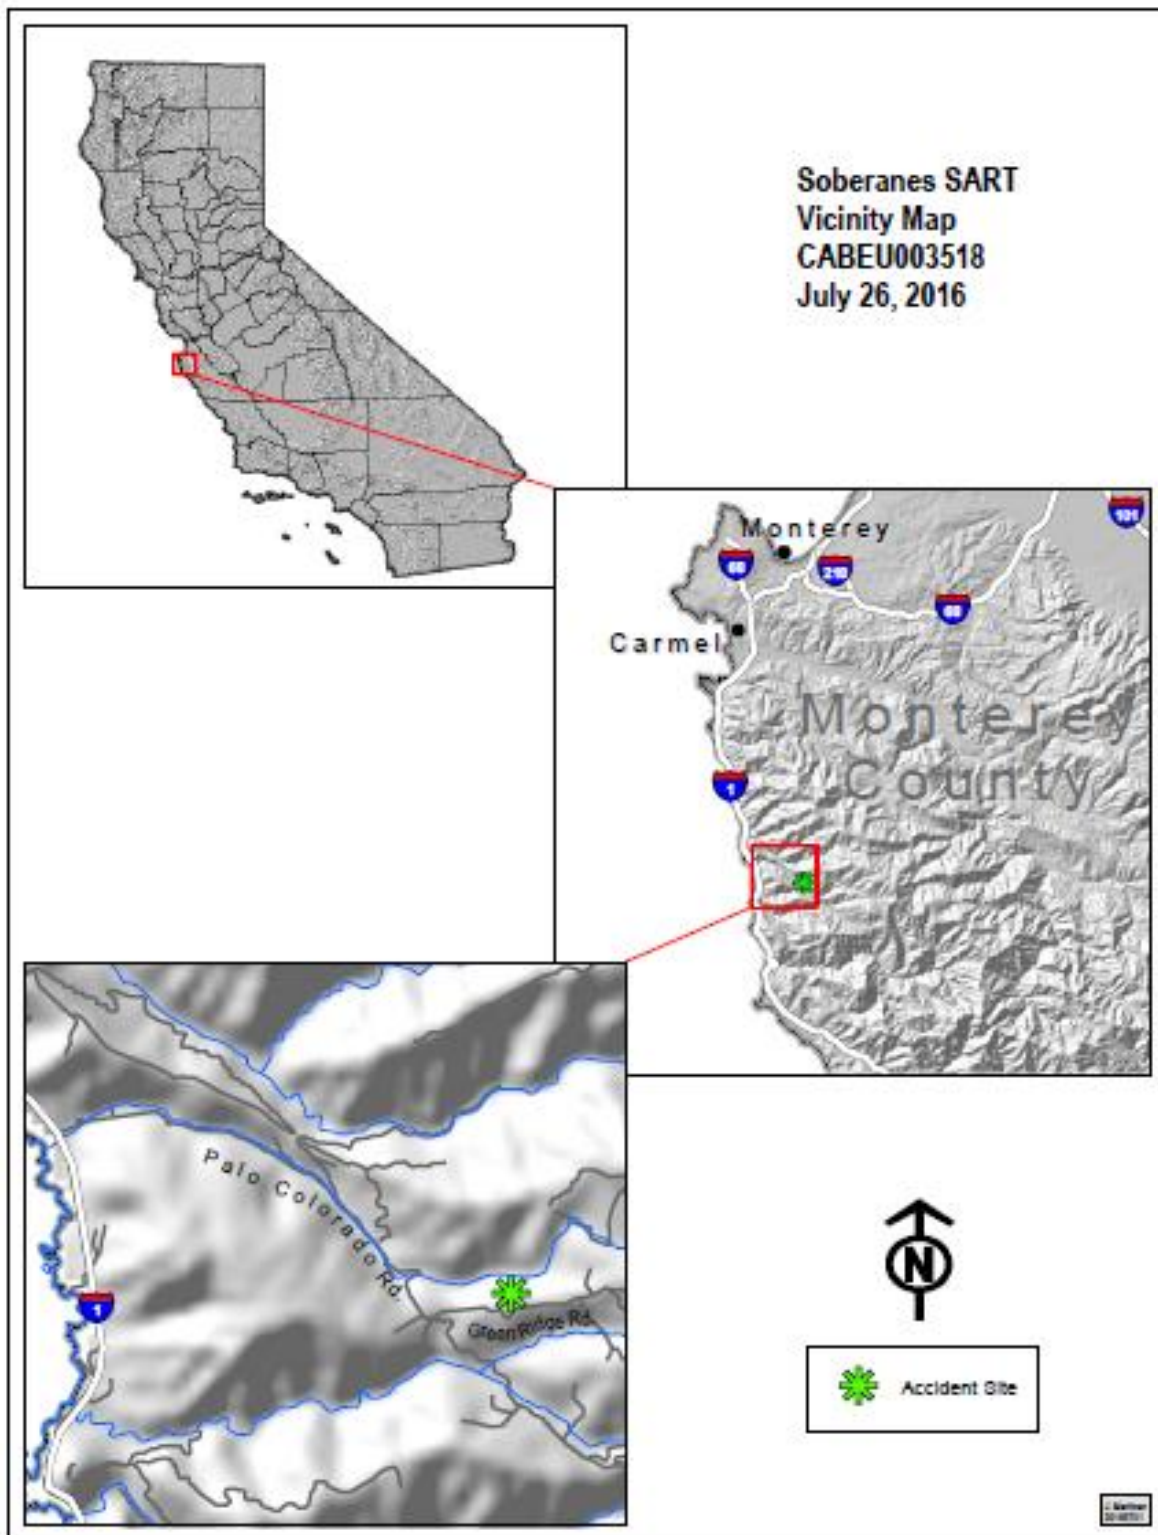 Soberanes SART
Vicinity Map
CABEU003518
July 26, 2016
Monterey
101
68
218
68
Carmel
Monterey
County
1
Palo Colorado Rd.
1
Green Ridge Rd.
N
Accident Site